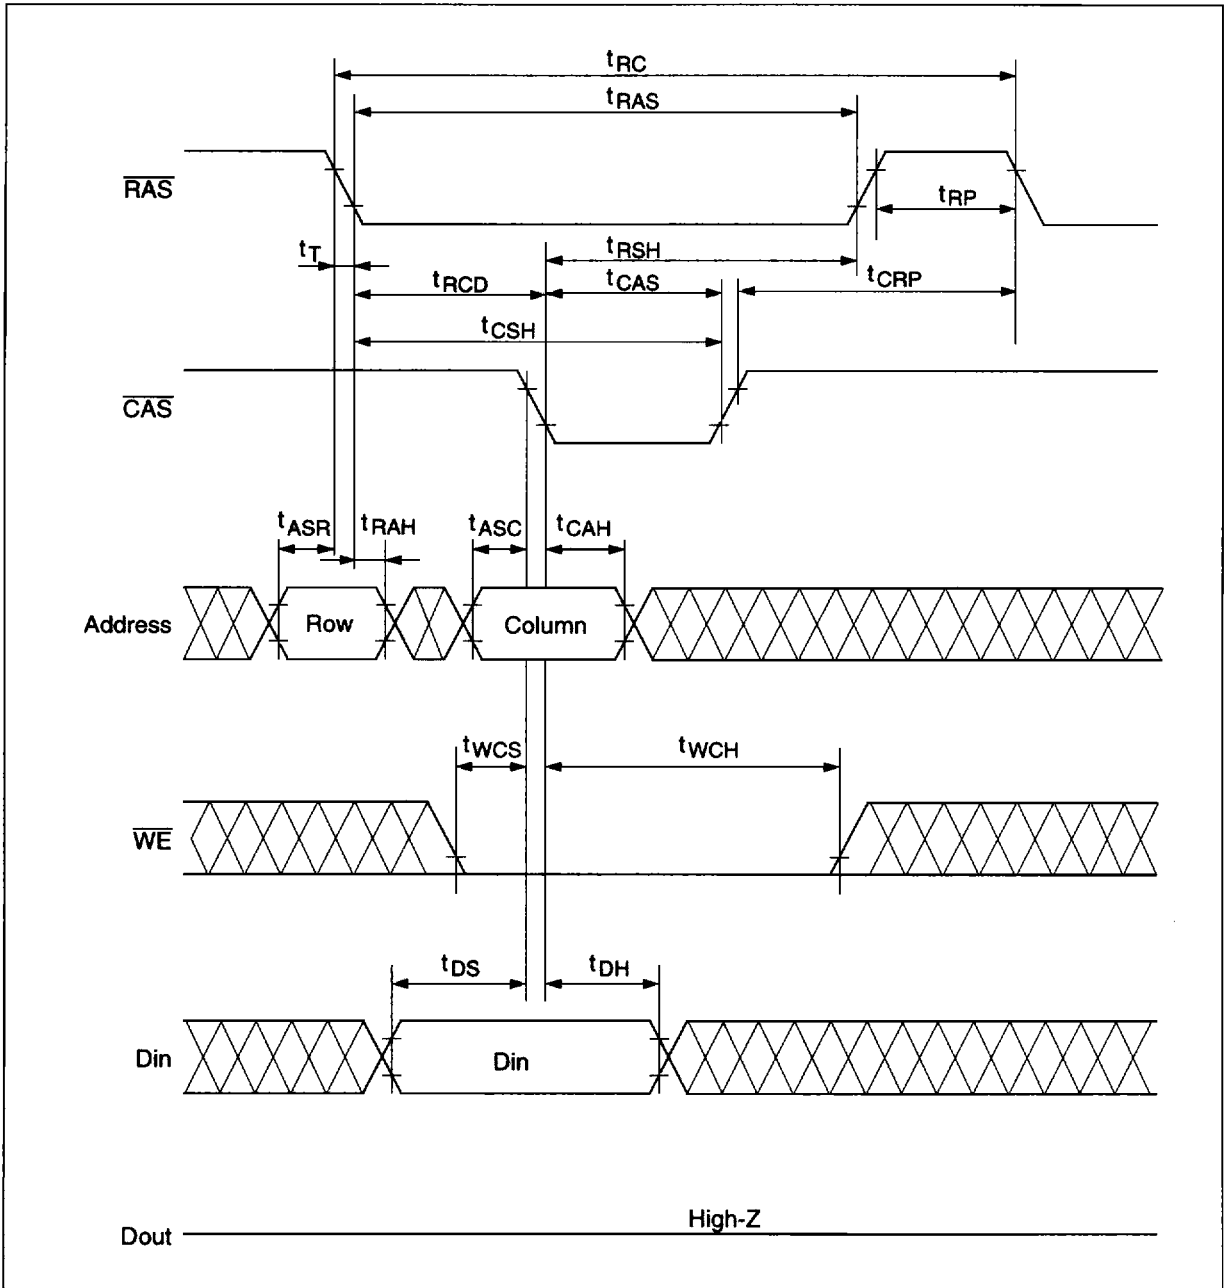 tRC
tRAS
RAS
tRP
tT
tRSH
tRCD
tCAS
tCRP
tCSH
CAS
tASR
tRAH
tASC
tCAH
Address
Row
Column
tWCS
tWCH
WE
tDS
tDH
Din
Din
High-Z
Dout